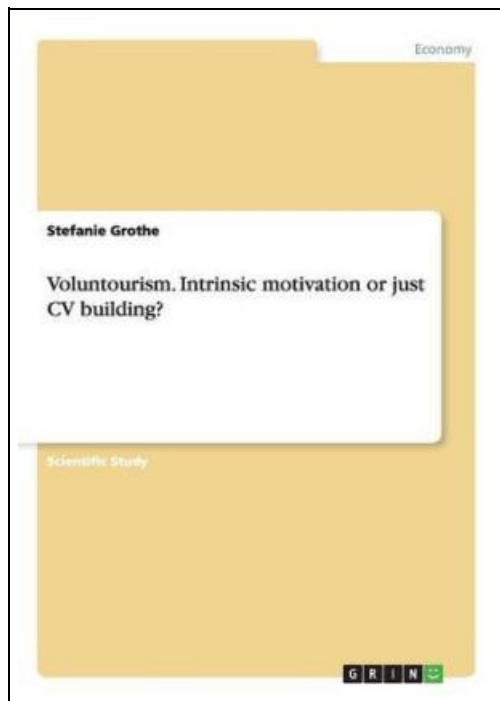 Economy
Stefanie Grothe
Voluntourism. Intrinsic motivation or just
CV building?
Scientific Study
GRIN